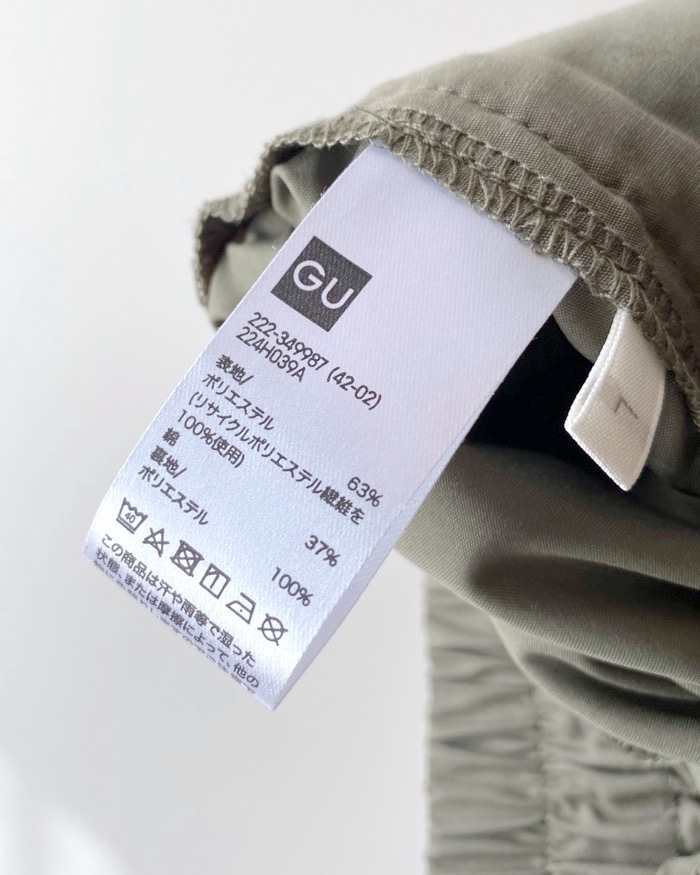 GU
222-349987 (42-02)
224H039A
表地/
ポリエステル 63%
(リサイクルポリエステル繊維を
100%使用)
綿 37%
裏地/
ポリエステル 100%
40
この商品は汗や雨等で湿った
状態、または摩擦によって、他の
L